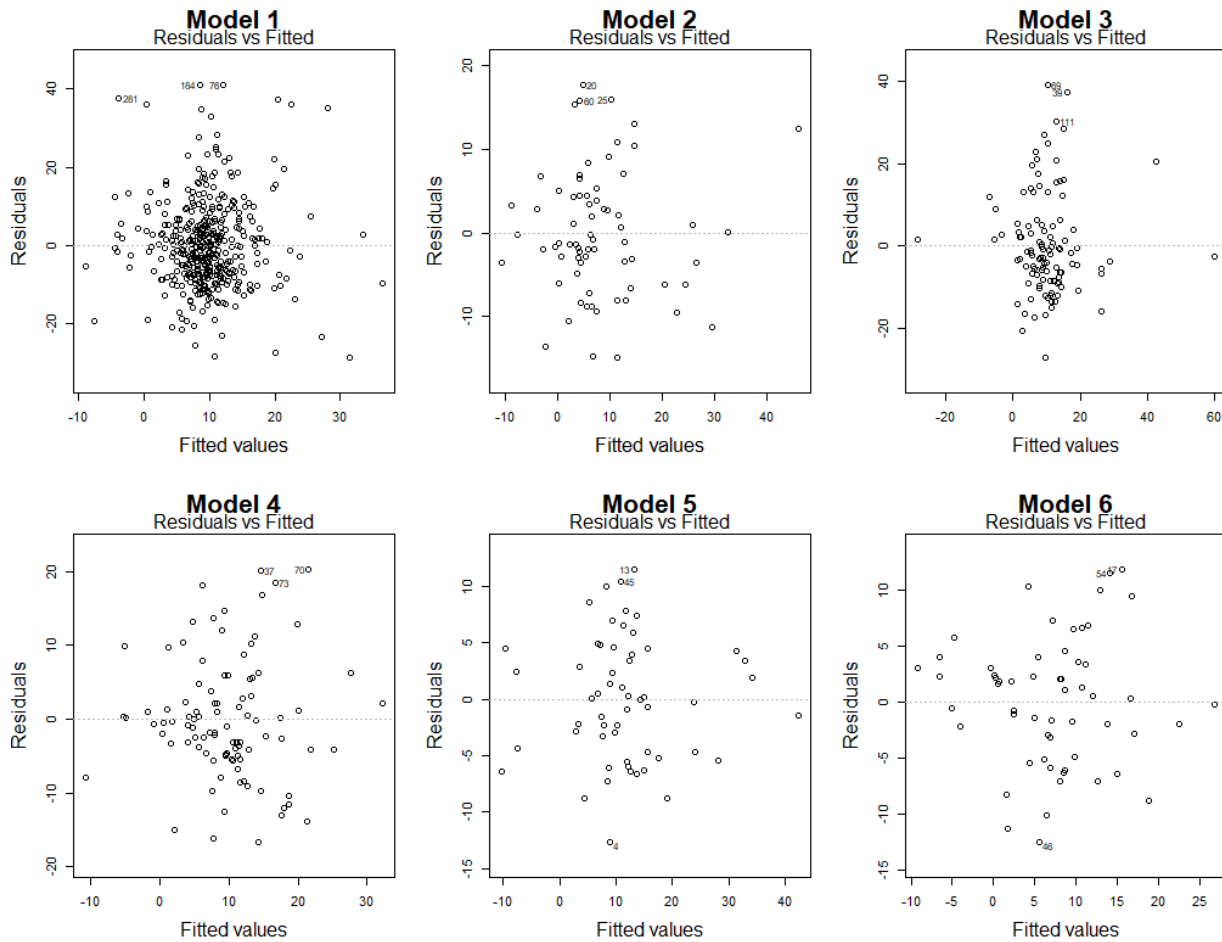 Model 1
Residuals vs Fitted
Residuals
40
20
0
-20
281
184
76
-10 0 10 20 30
Fitted values
Model 2
Residuals vs Fitted
Residuals
20
10
0
-10
20
60
25
-10 0 10 20 30 40
Fitted values
Model 3
Residuals vs Fitted
Residuals
40
20
0
-20
69
39
111
-20 0 20 40 60
Fitted values
Model 4
Residuals vs Fitted
Residuals
20
10
0
-10
-20
37
70
73
-10 0 10 20 30
Fitted values
Model 5
Residuals vs Fitted
Residuals
10
5
0
-5
-10
-15
13
45
4
-10 0 10 20 30 40
Fitted values
Model 6
Residuals vs Fitted
Residuals
10
5
0
-5
-10
-15
17
54
46
-10 -5 0 5 10 15 20 25
Fitted values